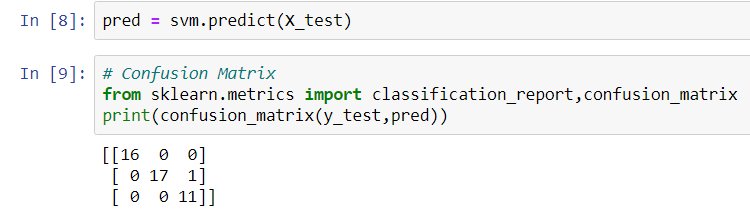 In [8]: pred = svm.predict(X_test)
In [9]: # Confusion Matrix
from sklearn.metrics import classification_report,confusion_matrix
print(confusion_matrix(y_test,pred))
[[16  0  0]
 [ 0 17  1]
 [ 0  0 11]]